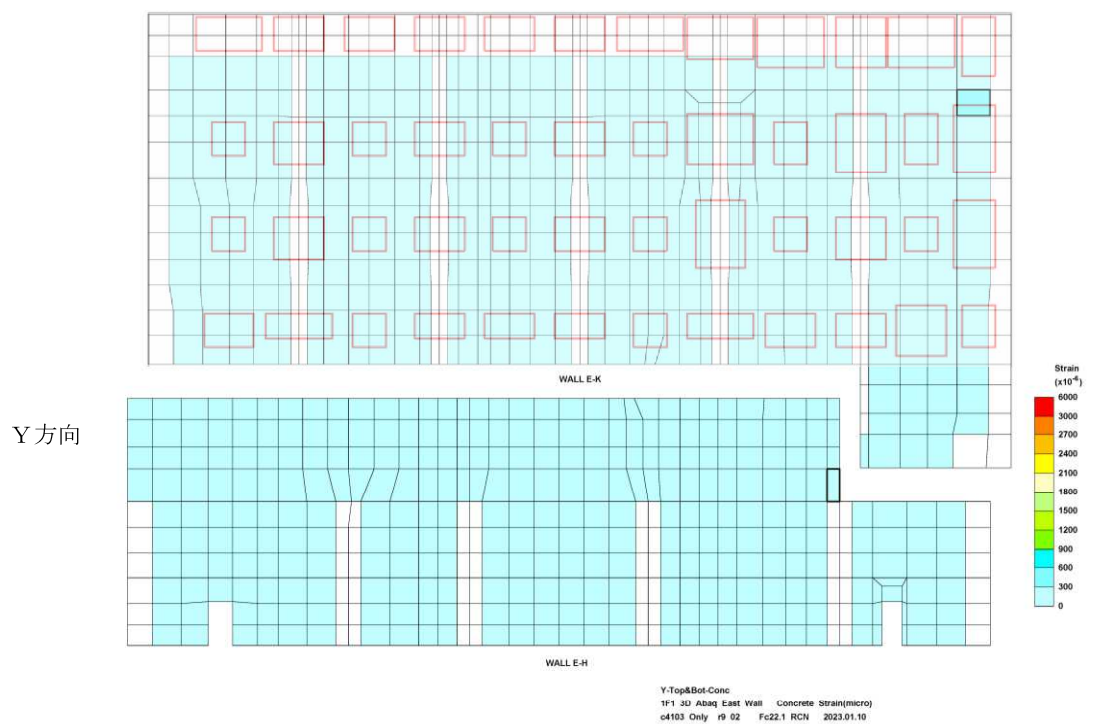 WALL E-K
Strain
(x10⁻⁶)
6000
3000
2700
2400
2100
1800
1500
1200
900
600
300
0
Y方向
WALL E-H
Y-Top&Bot-Conc
1F1 3D Abaq East Wall Concrete Strain(micro)
c4103 Only r9 02 Fc22.1 RCN 2023.01.10